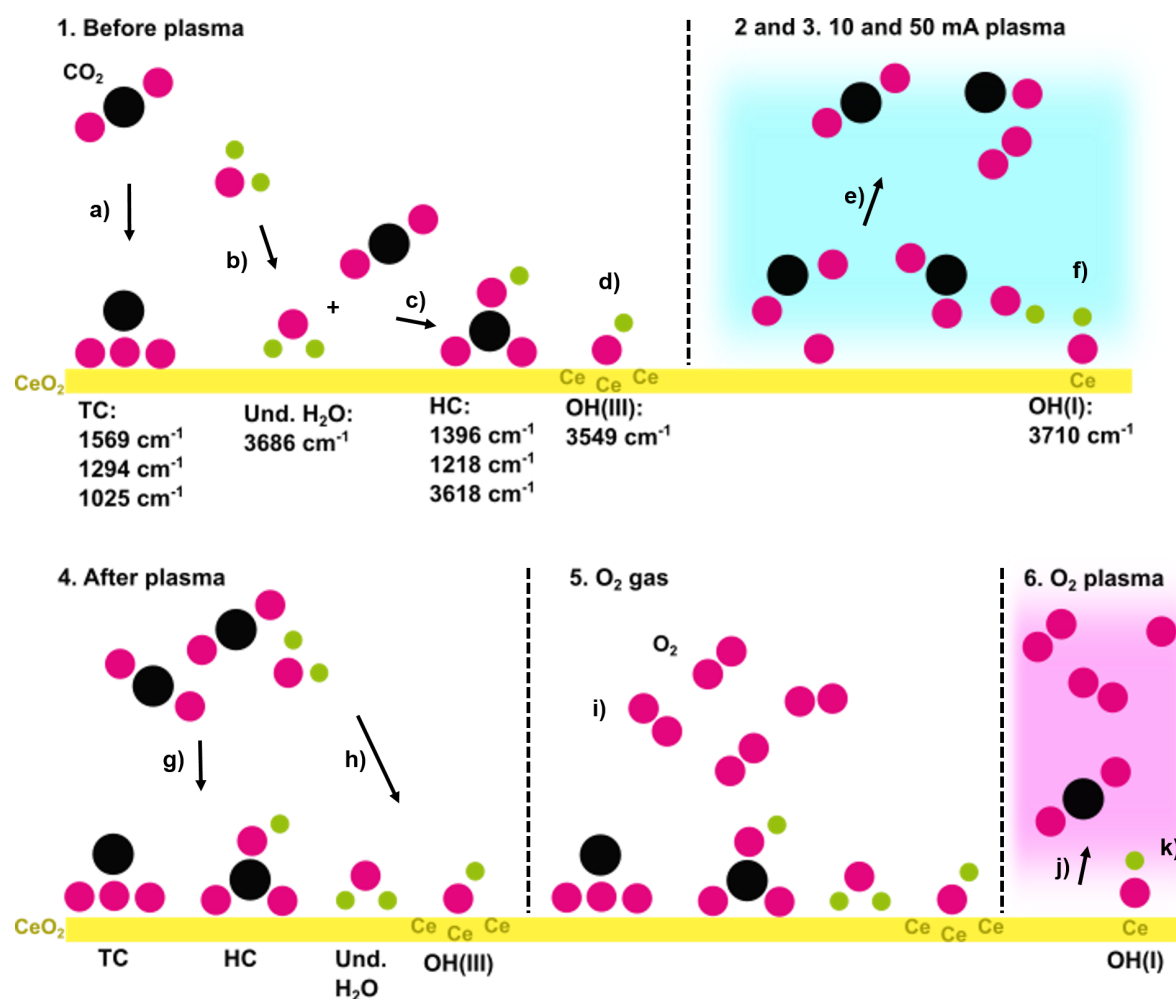 1. Before plasma
2 and 3. 10 and 50 mA plasma
CO₂
a)
b)
+
c)
d)
e)
f)
CeO₂
Ce Ce Ce
Ce
TC:
1569 cm⁻¹
1294 cm⁻¹
1025 cm⁻¹
Und. H₂O:
3686 cm⁻¹
HC:
1396 cm⁻¹
1218 cm⁻¹
3618 cm⁻¹
OH(III):
3549 cm⁻¹
OH(I):
3710 cm⁻¹
4. After plasma
5. O₂ gas
6. O₂ plasma
O₂
g)
h)
i)
j)
k)
CeO₂
Ce Ce Ce
Ce Ce Ce
Ce
TC
HC
Und.
H₂O
OH(III)
OH(I)